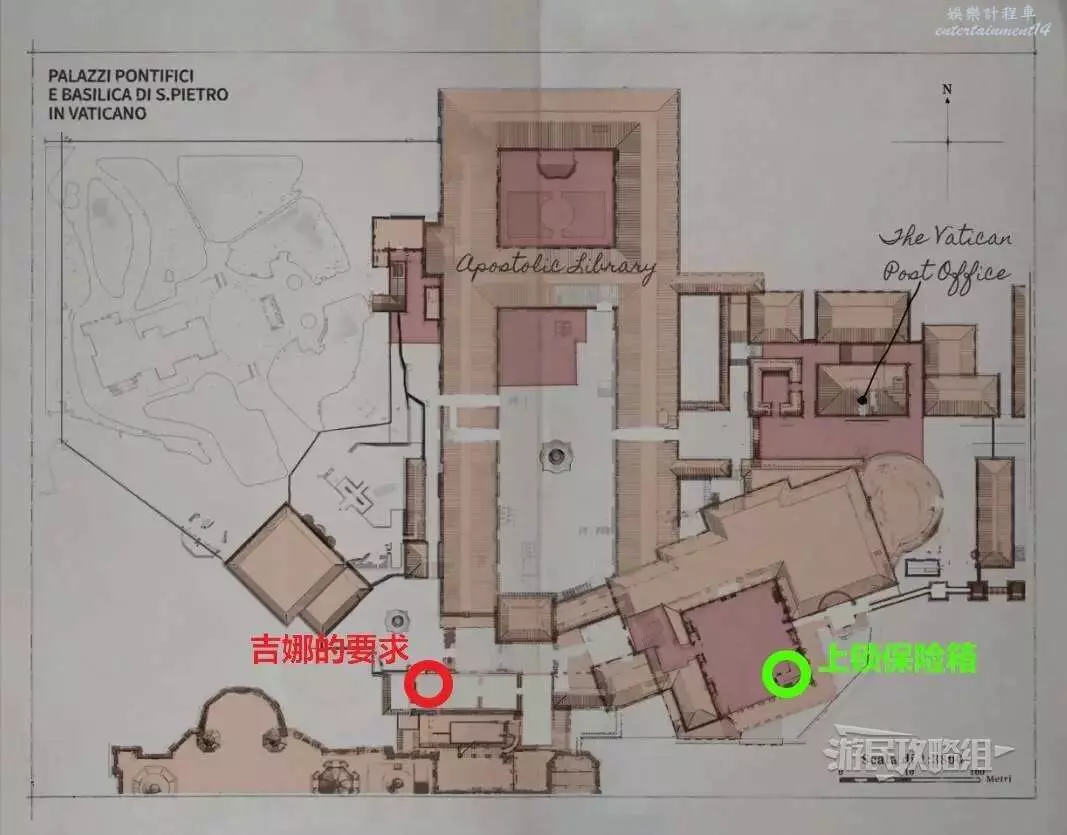 娛樂計程車
entertainment14
PALAZZI PONTIFICI
E BASILICA DI S.PIETRO
IN VATICANO
N
The Vatican
Post Office
Apostolic Library
吉娜的要求
上锁保险箱
游民攻略组
Metri